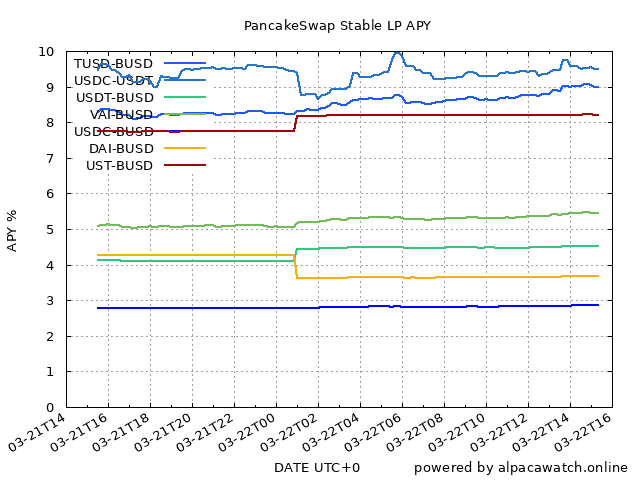 PancakeSwap Stable LP APY
10
9
8
7
6
5
4
3
2
1
0
APY %
TUSD-BUSD
USDC-USDT
USDT-BUSD
VAI-BUSD
USDC-BUSD
DAI-BUSD
UST-BUSD
03-21T14
03-21T16
03-21T18
03-21T20
03-21T22
03-22T00
03-22T02
03-22T04
03-22T06
03-22T08
03-22T10
03-22T12
03-22T14
03-22T16
DATE UTC+0
powered by alpacawatch.online